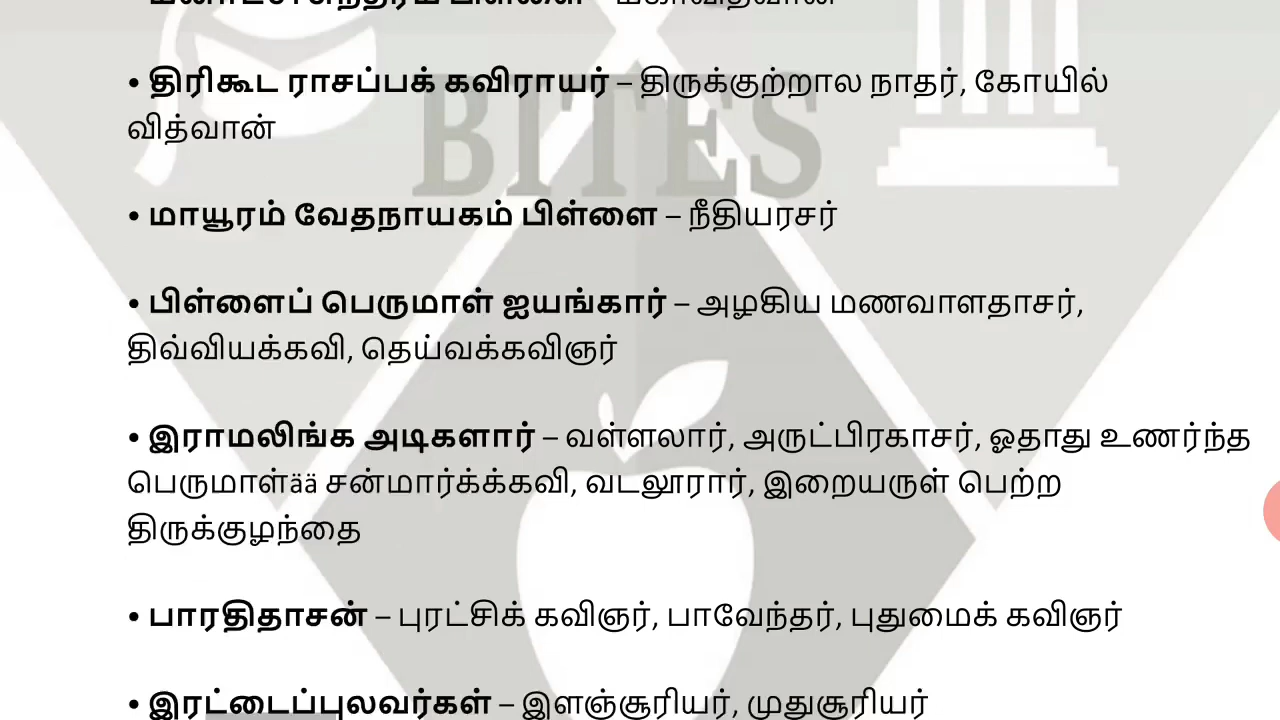 • திரிகூட ராசப்பக் கவிராயர் – திருக்குற்றால நாதர், கோயில்
வித்வான்
BITES
• மாயூரம் வேதநாயகம் பிள்ளை – நீதியரசர்
• பிள்ளைப் பெருமாள் ஐயங்கார் – அழகிய மணவாளதாசர்,
திவ்வியக்கவி, தெய்வக்கவிஞர்
• இராமலிங்க அடிகளார் – வள்ளலார், அருட்பிரகாசர், ஓதாது உணர்ந்த
பெருமாள்ää சன்மார்க்க்கவி, வடலூரார், இறையருள் பெற்ற
திருக்குழந்தை
• பாரதிதாசன் – புரட்சிக் கவிஞர், பாவேந்தர், புதுமைக் கவிஞர்
• இரட்டைப்புலவர்கள் – இளஞ்சூரியர், முதுசூரியர்